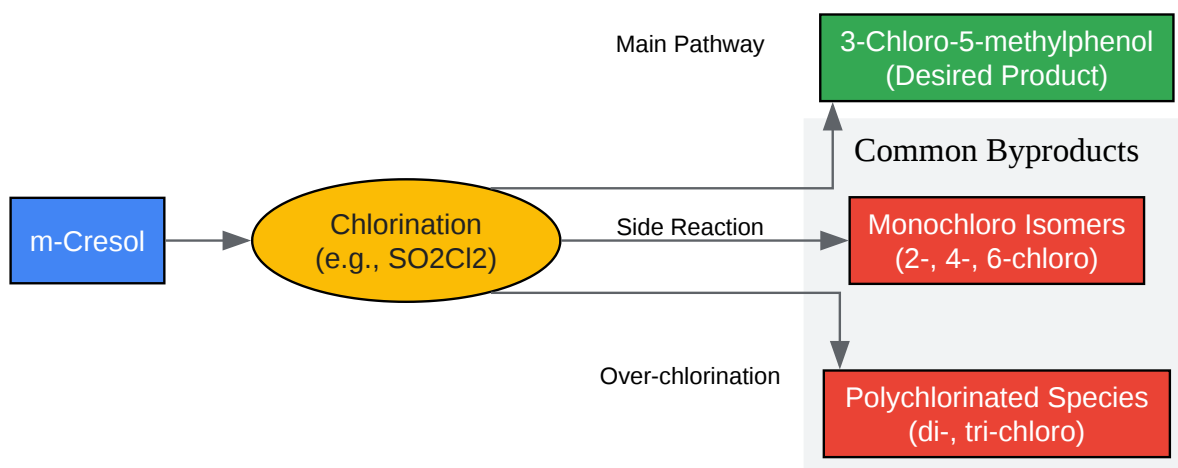 Main Pathway
3-Chloro-5-methylphenol
(Desired Product)
Common Byproducts
m-Cresol
Chlorination
(e.g., SO2Cl2)
Side Reaction
Monochloro Isomers
(2-, 4-, 6-chloro)
Over-chlorination
Polychlorinated Species
(di-, tri-chloro)